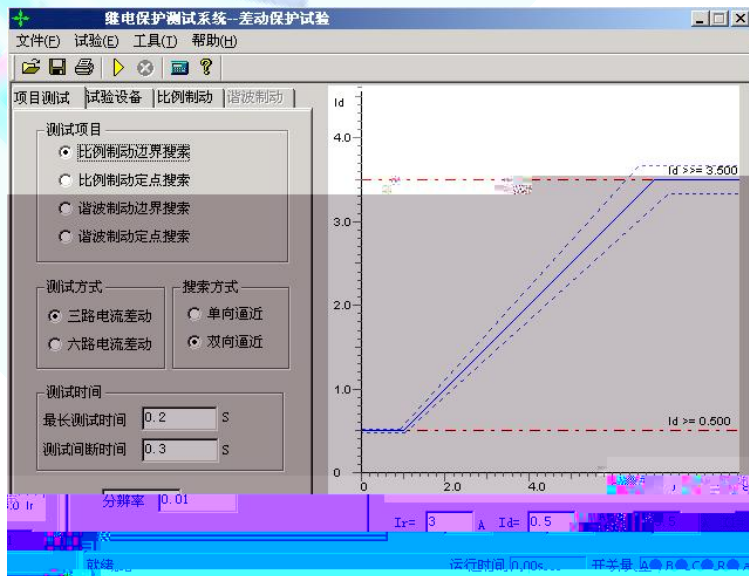 继电保护测试系统--差动保护试验
文件(F) 试验(E) 工具(T) 帮助(H)
项目测试 试验设备 比例制动 谐波制动
测试项目
比例制动边界搜索
比例制动定点搜索
谐波制动边界搜索
谐波制动定点搜索
测试方式
三路电流差动
六路电流差动
搜索方式
单向逼近
双向逼近
测试时间
最长测试时间 0.2 S
测试间断时间 0.3 S
分辨率 0.01
Id
4.0
3.0
2.0
1.0
0
Id >>= 3.500
Id >= 0.500
0 2.0 4.0
.0 Ir
Ir= 3 A Id= 0.5
就绪
运行时间 0.00s 开关量 A B C R